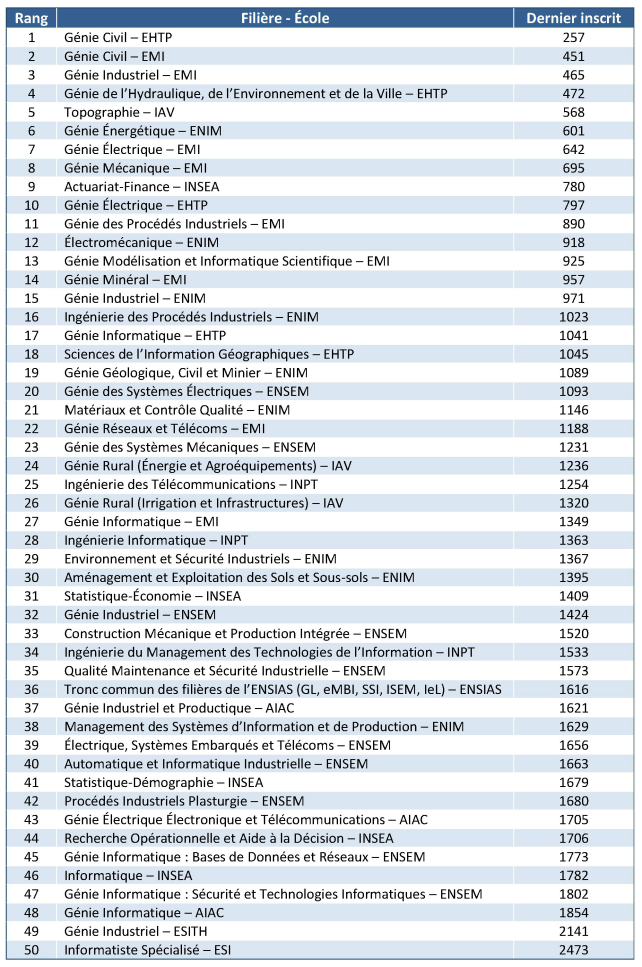 Rang Filière - École Dernier inscrit
1 Génie Civil – EHTP 257
2 Génie Civil – EMI 451
3 Génie Industriel – EMI 465
4 Génie de l’Hydraulique, de l’Environnement et de la Ville – EHTP 472
5 Topographie – IAV 568
6 Génie Énergétique – ENIM 601
7 Génie Électrique – EMI 642
8 Génie Mécanique – EMI 695
9 Actuariat-Finance – INSEA 780
10 Génie Électrique – EHTP 797
11 Génie des Procédés Industriels – EMI 890
12 Électromécanique – ENIM 918
13 Génie Modélisation et Informatique Scientifique – EMI 925
14 Génie Minéral – EMI 957
15 Génie Industriel – ENIM 971
16 Ingénierie des Procédés Industriels – ENIM 1023
17 Génie Informatique – EHTP 1041
18 Sciences de l’Information Géographiques – EHTP 1045
19 Génie Géologique, Civil et Minier – ENIM 1089
20 Génie des Systèmes Électriques – ENSEM 1093
21 Matériaux et Contrôle Qualité – ENIM 1146
22 Génie Réseaux et Télécoms – EMI 1188
23 Génie des Systèmes Mécaniques – ENSEM 1231
24 Génie Rural (Énergie et Agroéquipements) – IAV 1236
25 Ingénierie des Télécommunications – INPT 1254
26 Génie Rural (Irrigation et Infrastructures) – IAV 1320
27 Génie Informatique – EMI 1349
28 Ingénierie Informatique – INPT 1363
29 Environnement et Sécurité Industriels – ENIM 1367
30 Aménagement et Exploitation des Sols et Sous-sols – ENIM 1395
31 Statistique-Économie – INSEA 1409
32 Génie Industriel – ENSEM 1424
33 Construction Mécanique et Production Intégrée – ENSEM 1520
34 Ingénierie du Management des Technologies de l’Information – INPT 1533
35 Qualité Maintenance et Sécurité Industrielle – ENSEM 1573
36 Tronc commun des filières de l’ENSIAS (GL, eMBI, SSI, ISEM, IeL) – ENSIAS 1616
37 Génie Industriel et Productique – AIAC 1621
38 Management des Systèmes d’Information et de Production – ENIM 1629
39 Électrique, Systèmes Embarqués et Télécoms – ENSEM 1656
40 Automatique et Informatique Industrielle – ENSEM 1663
41 Statistique-Démographie – INSEA 1679
42 Procédés Industriels Plasturgie – ENSEM 1680
43 Génie Électrique Électronique et Télécommunications – AIAC 1705
44 Recherche Opérationnelle et Aide à la Décision – INSEA 1706
45 Génie Informatique : Bases de Données et Réseaux – ENSEM 1773
46 Informatique – INSEA 1782
47 Génie Informatique : Sécurité et Technologies Informatiques – ENSEM 1802
48 Génie Informatique – AIAC 1854
49 Génie Industriel – ESITH 2141
50 Informatiste Spécialisé – ESI 2473